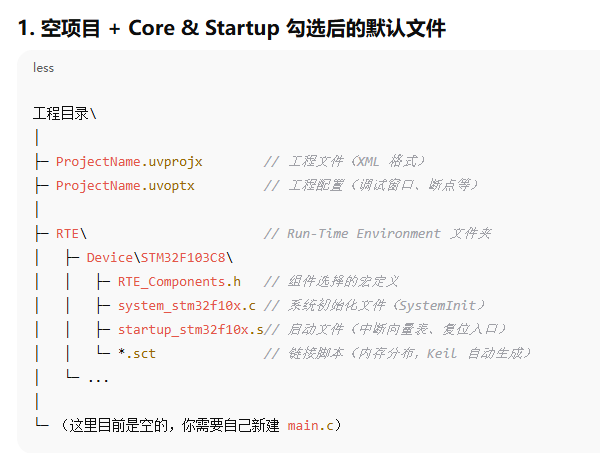 1. 空项目 + Core & Startup 勾选后的默认文件
less
工程目录\
│
├─ ProjectName.uvprojx        // 工程文件（XML 格式）
├─ ProjectName.uvoptx         // 工程配置（调试窗口、断点等）
│
├─ RTE\                       // Run-Time Environment 文件夹
│   ├─ Device\STM32F103C8\
│   │   ├─ RTE_Components.h   // 组件选择的宏定义
│   │   ├─ system_stm32f10x.c // 系统初始化文件（SystemInit）
│   │   ├─ startup_stm32f10x.s// 启动文件（中断向量表、复位入口）
│   │   └─ *.sct              // 链接脚本（内存分布，Keil 自动生成）
│   └─ ...
│
└─ （这里目前是空的，你需要自己新建 main.c）